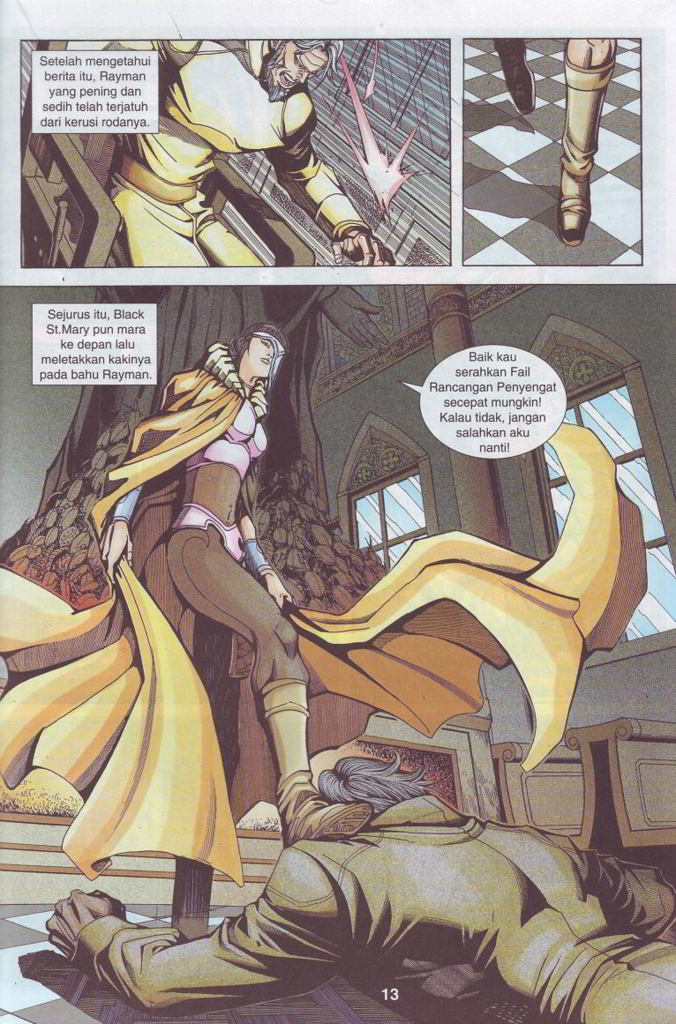 Setelah mengetahui
berita itu, Rayman
yang pening dan
sedih telah terjatuh
dari kerusi rodanya.
Sejurus itu, Black
St.Mary pun mara
ke depan lalu
meletakkan kakinya
pada bahu Rayman.
Baik kau
serahkan Fail
Rancangan Penyengat
secepat mungkin!
Kalau tidak, jangan
salahkan aku
nanti!
13